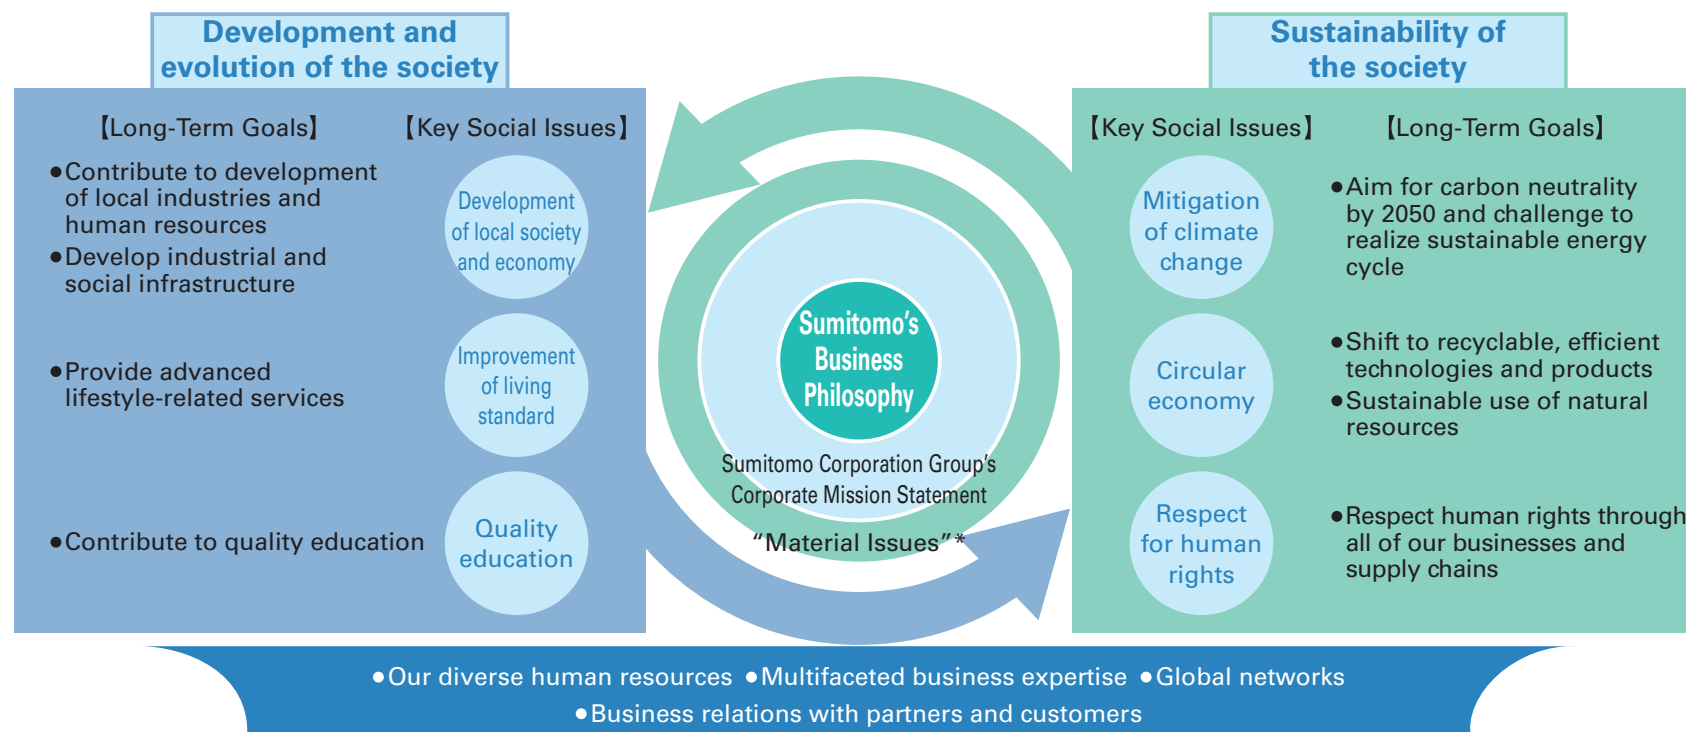 Development and
evolution of the society
【Long-Term Goals】
●Contribute to development
of local industries and
human resources
●Develop industrial and
social infrastructure
●Provide advanced
lifestyle-related services
●Contribute to quality education
【Key Social Issues】
Development
of local society
and economy
Improvement
of living
standard
Quality
education
Sumitomo’s
Business
Philosophy
Sumitomo Corporation Group’s
Corporate Mission Statement
“Material Issues”*
Sustainability of
the society
【Key Social Issues】
Mitigation
of climate
change
Circular
economy
Respect
for human
rights
【Long-Term Goals】
●Aim for carbon neutrality
by 2050 and challenge to
realize sustainable energy
cycle
●Shift to recyclable, efficient
technologies and products
●Sustainable use of natural
resources
●Respect human rights through
all of our businesses and
supply chains
●Our diverse human resources ●Multifaceted business expertise ●Global networks
●Business relations with partners and customers